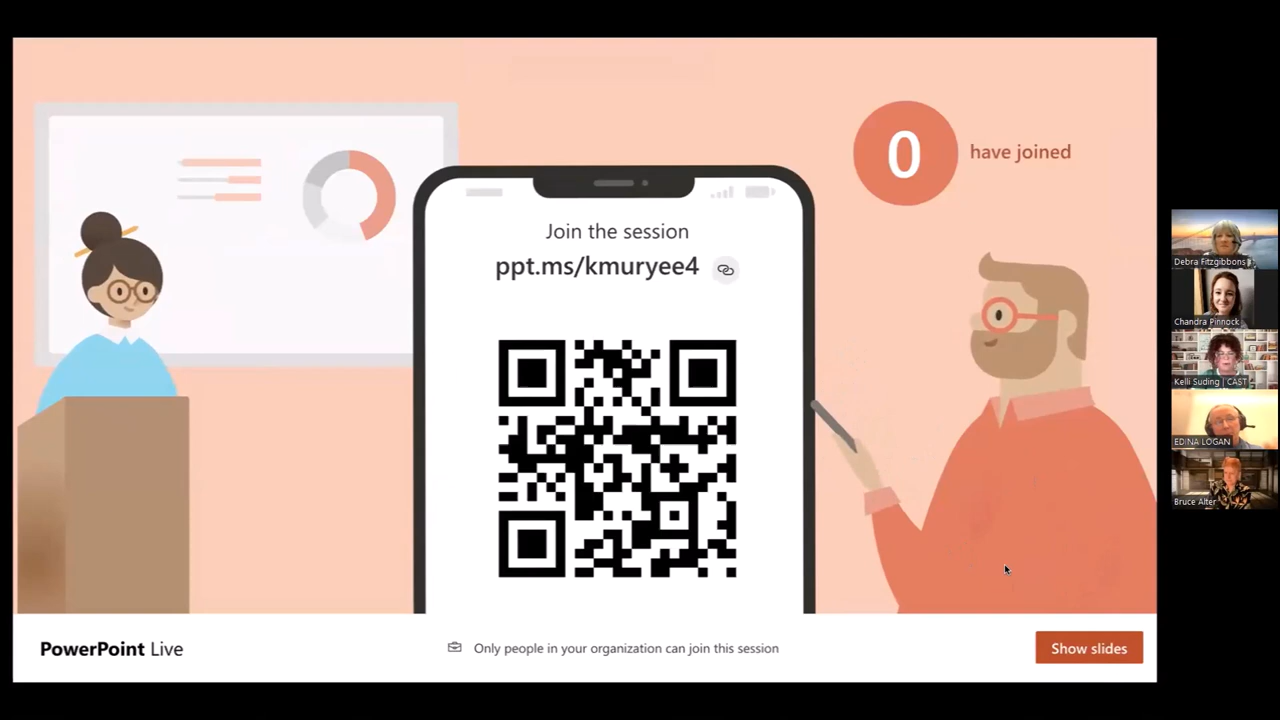 0 have joined
Join the session
ppt.ms/kmuryee4
Debra Fitzgibbons
Chandra Pinnock
Kelli Suding | CAST
EDINA LOGAN
Bruce Alter
PowerPoint Live
Only people in your organization can join this session
Show slides